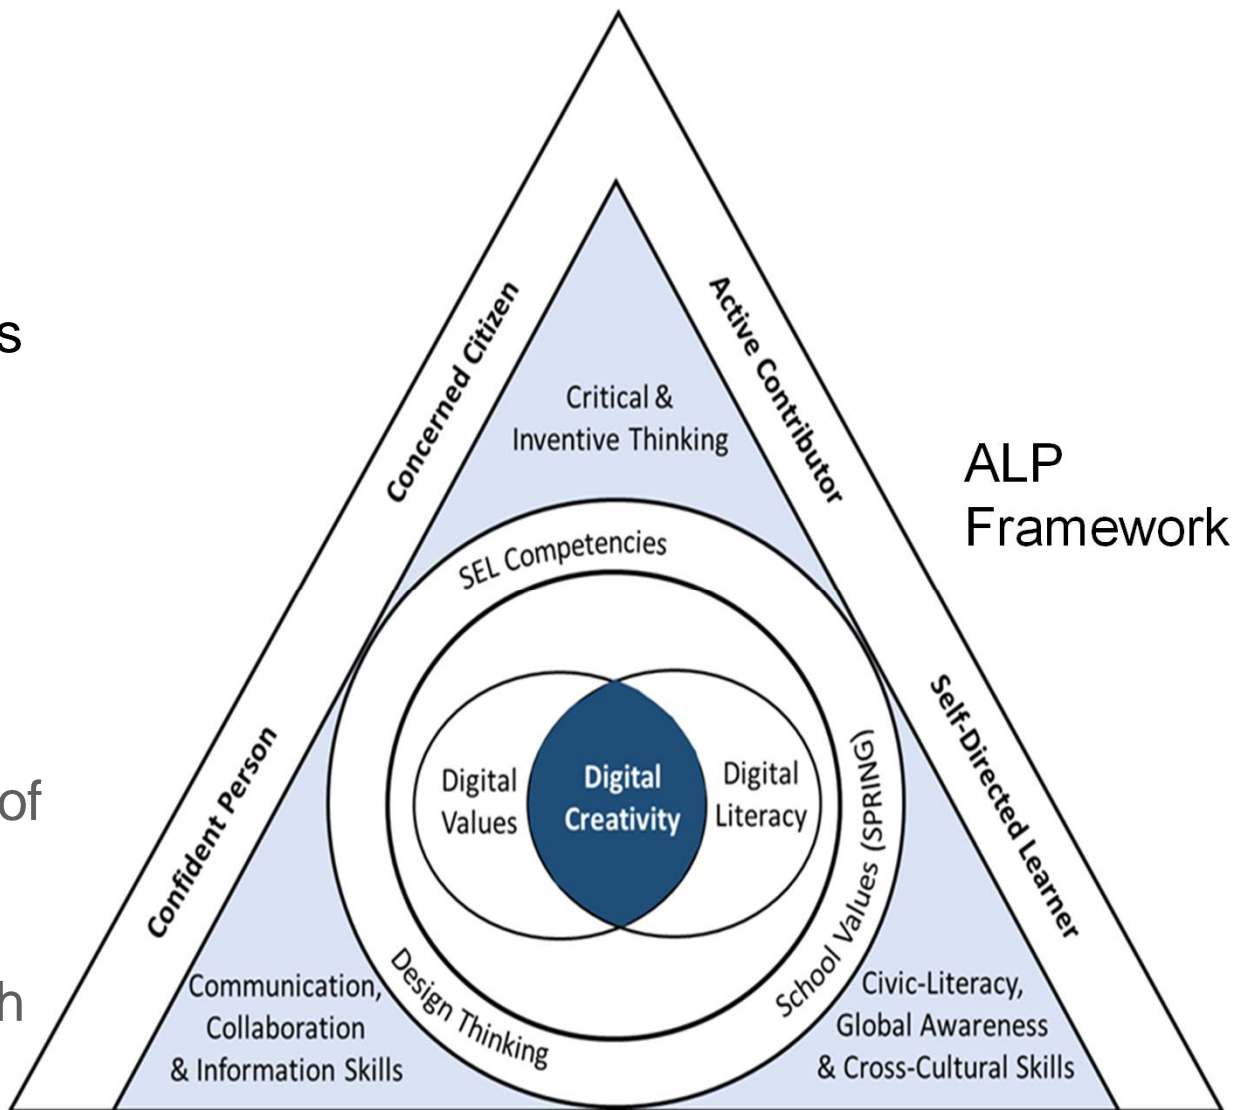 s
of
h
Concerned Citizen
Active Contributor
Critical &
Inventive Thinking
ALP
Framework
SEL Competencies
Confident Person
Self-Directed Learner
Digital
Values
Digital
Creativity
Digital
Literacy
School Values (SPRING)
Design Thinking
Communication,
Collaboration
& Information Skills
Civic-Literacy,
Global Awareness
& Cross-Cultural Skills